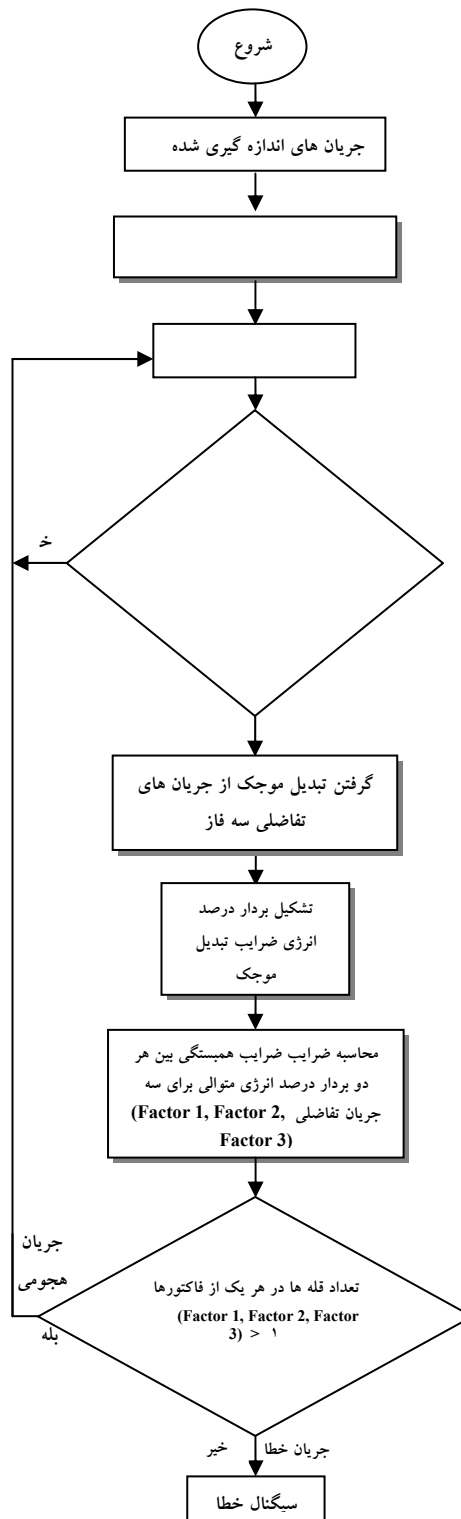 شروع
جریان های اندازه گیری شده
خ
گرفتن تبدیل موجک از جریان های
تفاضلی سه فاز
تشکیل بردار درصد
انرژی ضرایب تبدیل
موجک
محاسبه ضرایب ضرایب همبستگی بین هر
دو بردار درصد انرژی متوالی برای سه
جریان تفاضلی (Factor 1, Factor 2,
Factor 3)
جریان
هجومی
بله
تعداد قله ها در هر یک از فاکتورها
(Factor 1, Factor 2, Factor
3) > ۱
جریان خطا
خیر
سیگنال خطا